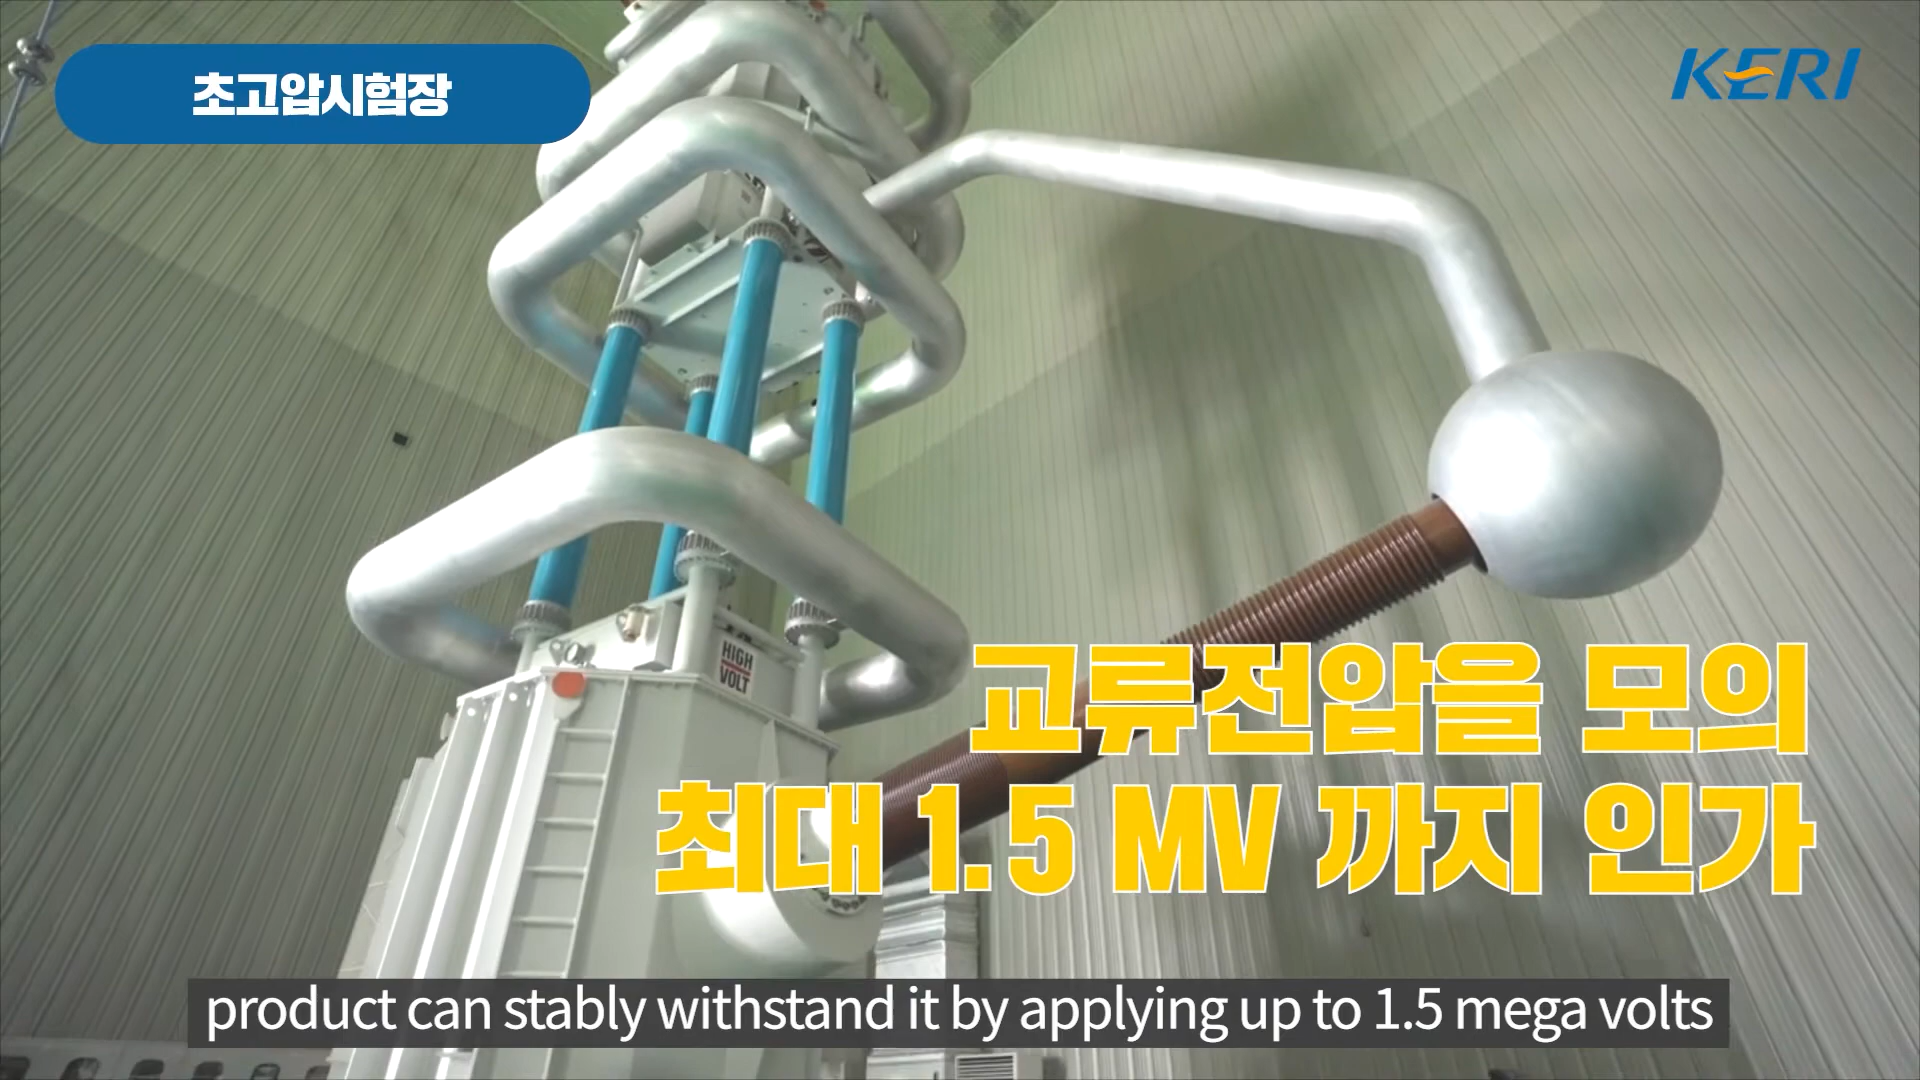 초고압시험장
KERI
HIGH
VOLT
교류전압을 모의
최대 1.5 MV 까지 인가
product can stably withstand it by applying up to 1.5 mega volts